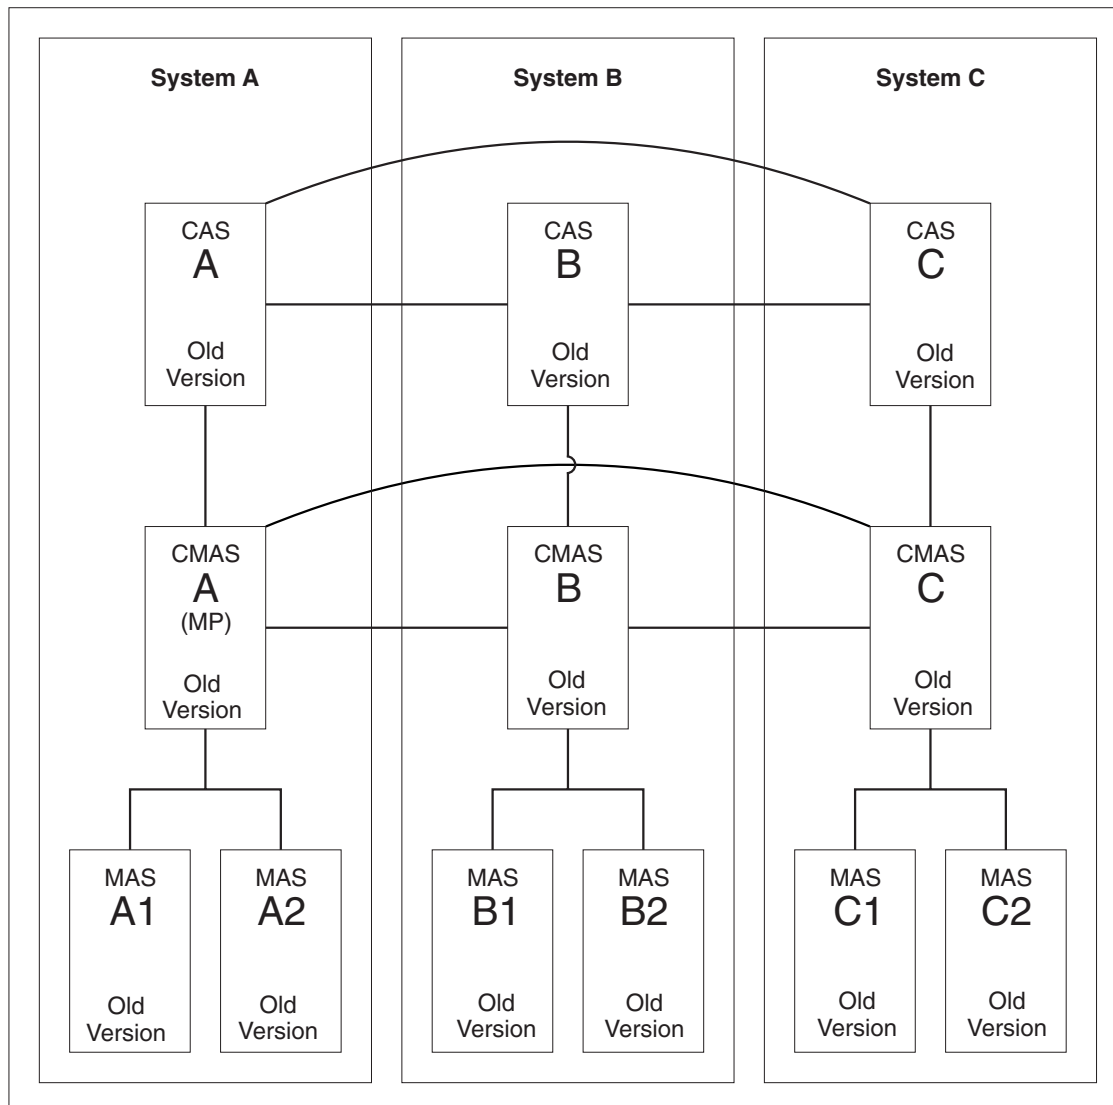 System A
System B
System C
CAS
A
Old
Version
CAS
B
Old
Version
CAS
C
Old
Version
CMAS
A
(MP)
Old
Version
CMAS
B
Old
Version
CMAS
C
Old
Version
MAS
A1
Old
Version
MAS
A2
Old
Version
MAS
B1
Old
Version
MAS
B2
Old
Version
MAS
C1
Old
Version
MAS
C2
Old
Version